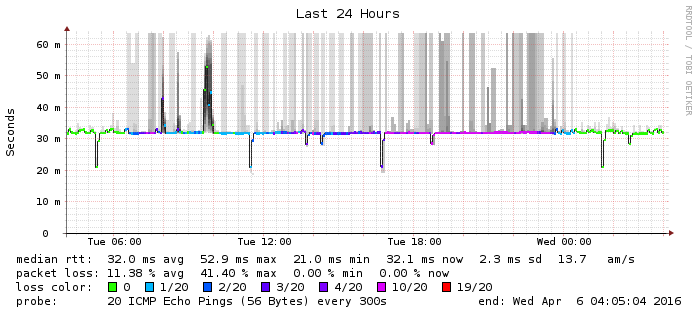 Last 24 Hours
RRDTOOL / TOBI OETIKER
Seconds
60 m
50 m
40 m
30 m
20 m
10 m
0
Tue 06:00 Tue 12:00 Tue 18:00 Wed 00:00
median rtt: 32.0 ms avg 52.9 ms max 21.0 ms min 32.1 ms now 2.3 ms sd 13.7 am/s
packet loss: 11.38 % avg 41.40 % max 0.00 % min 0.00 % now
loss color: 0 1/20 2/20 3/20 4/20 10/20 19/20
probe: 20 ICMP Echo Pings (56 Bytes) every 300s end: Wed Apr 6 04:05:04 2016